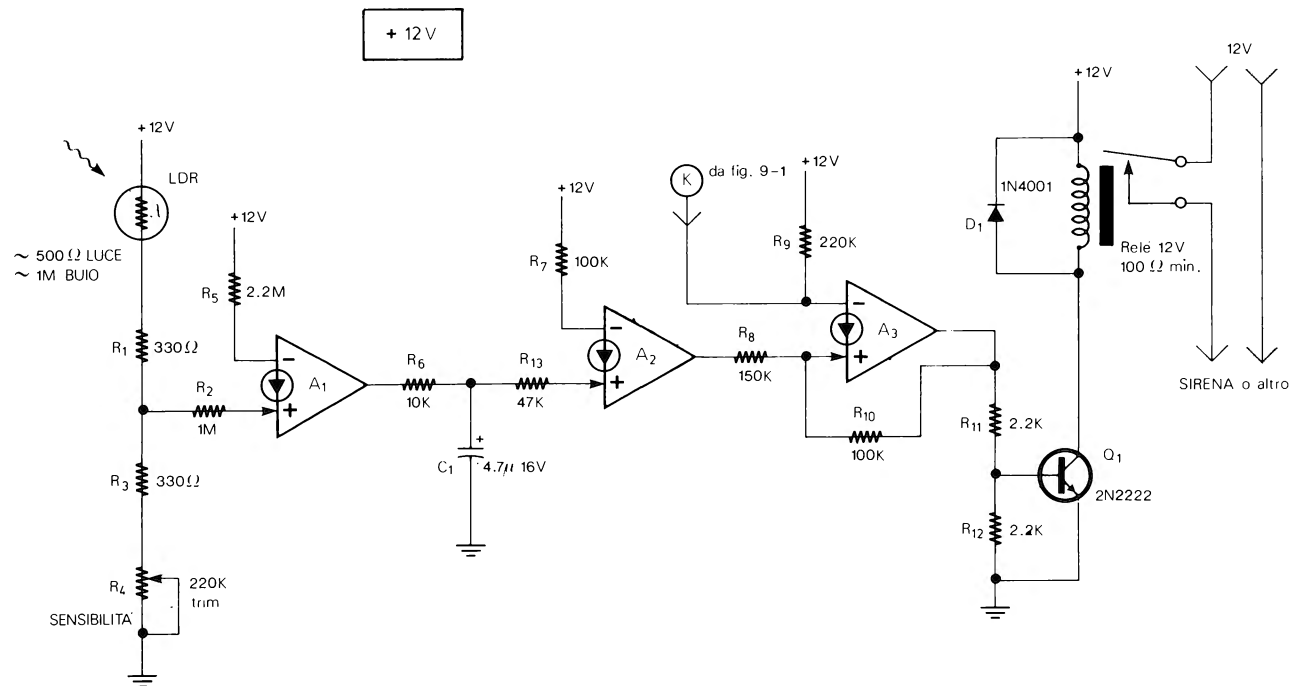 + 12 V
+ 12V
LDR
~ 500 Ω LUCE
~ 1M BUIO
R1 330Ω
R2
1M
R3 330Ω
R4 220K
trim
SENSIBILITÀ
+12V
R5 2.2M
A1
R6
10K
C1 4.7μ 16V
R13
47K
+12V
R7 100K
A2
K da fig. 9-1
+12V
R9 220K
R8
150K
A3
R10
100K
R11 2.2K
R12 2.2K
Q1
2N2222
+12V
1N4001
D1
Relè 12V
100 Ω min.
12V
SIRENA o altro